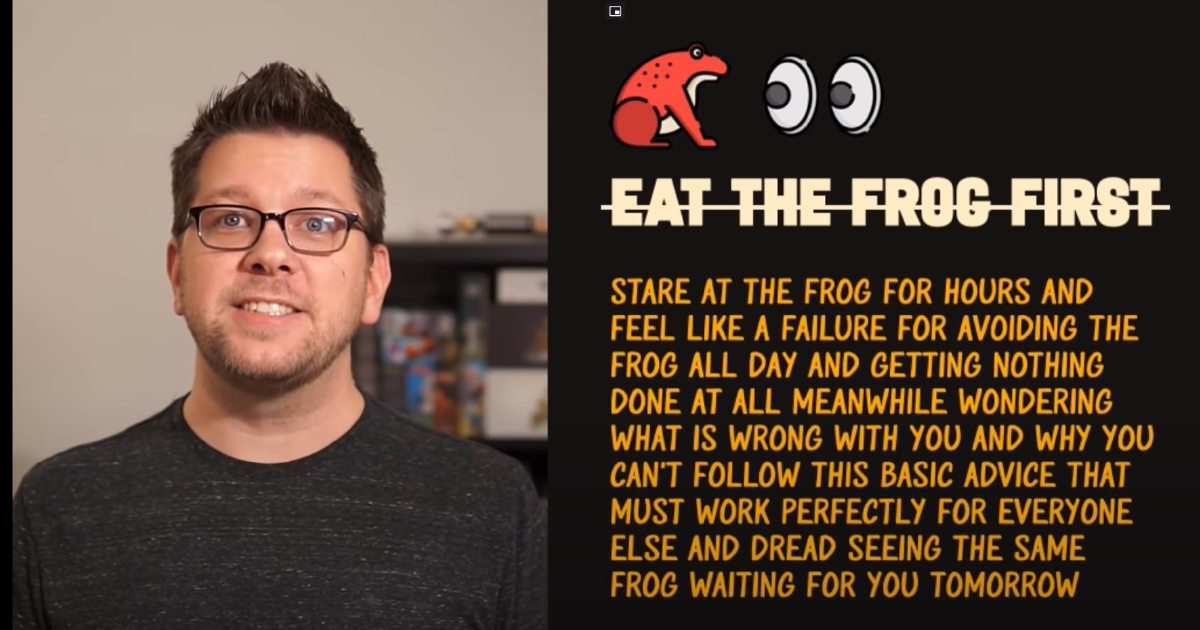 EAT THE FROG FIRST
STARE AT THE FROG FOR HOURS AND
FEEL LIKE A FAILURE FOR AVOIDING THE
FROG ALL DAY AND GETTING NOTHING
DONE AT ALL MEANWHILE WONDERING
WHAT IS WRONG WITH YOU AND WHY YOU
CAN'T FOLLOW THIS BASIC ADVICE THAT
MUST WORK PERFECTLY FOR EVERYONE
ELSE AND DREAD SEEING THE SAME
FROG WAITING FOR YOU TOMORROW